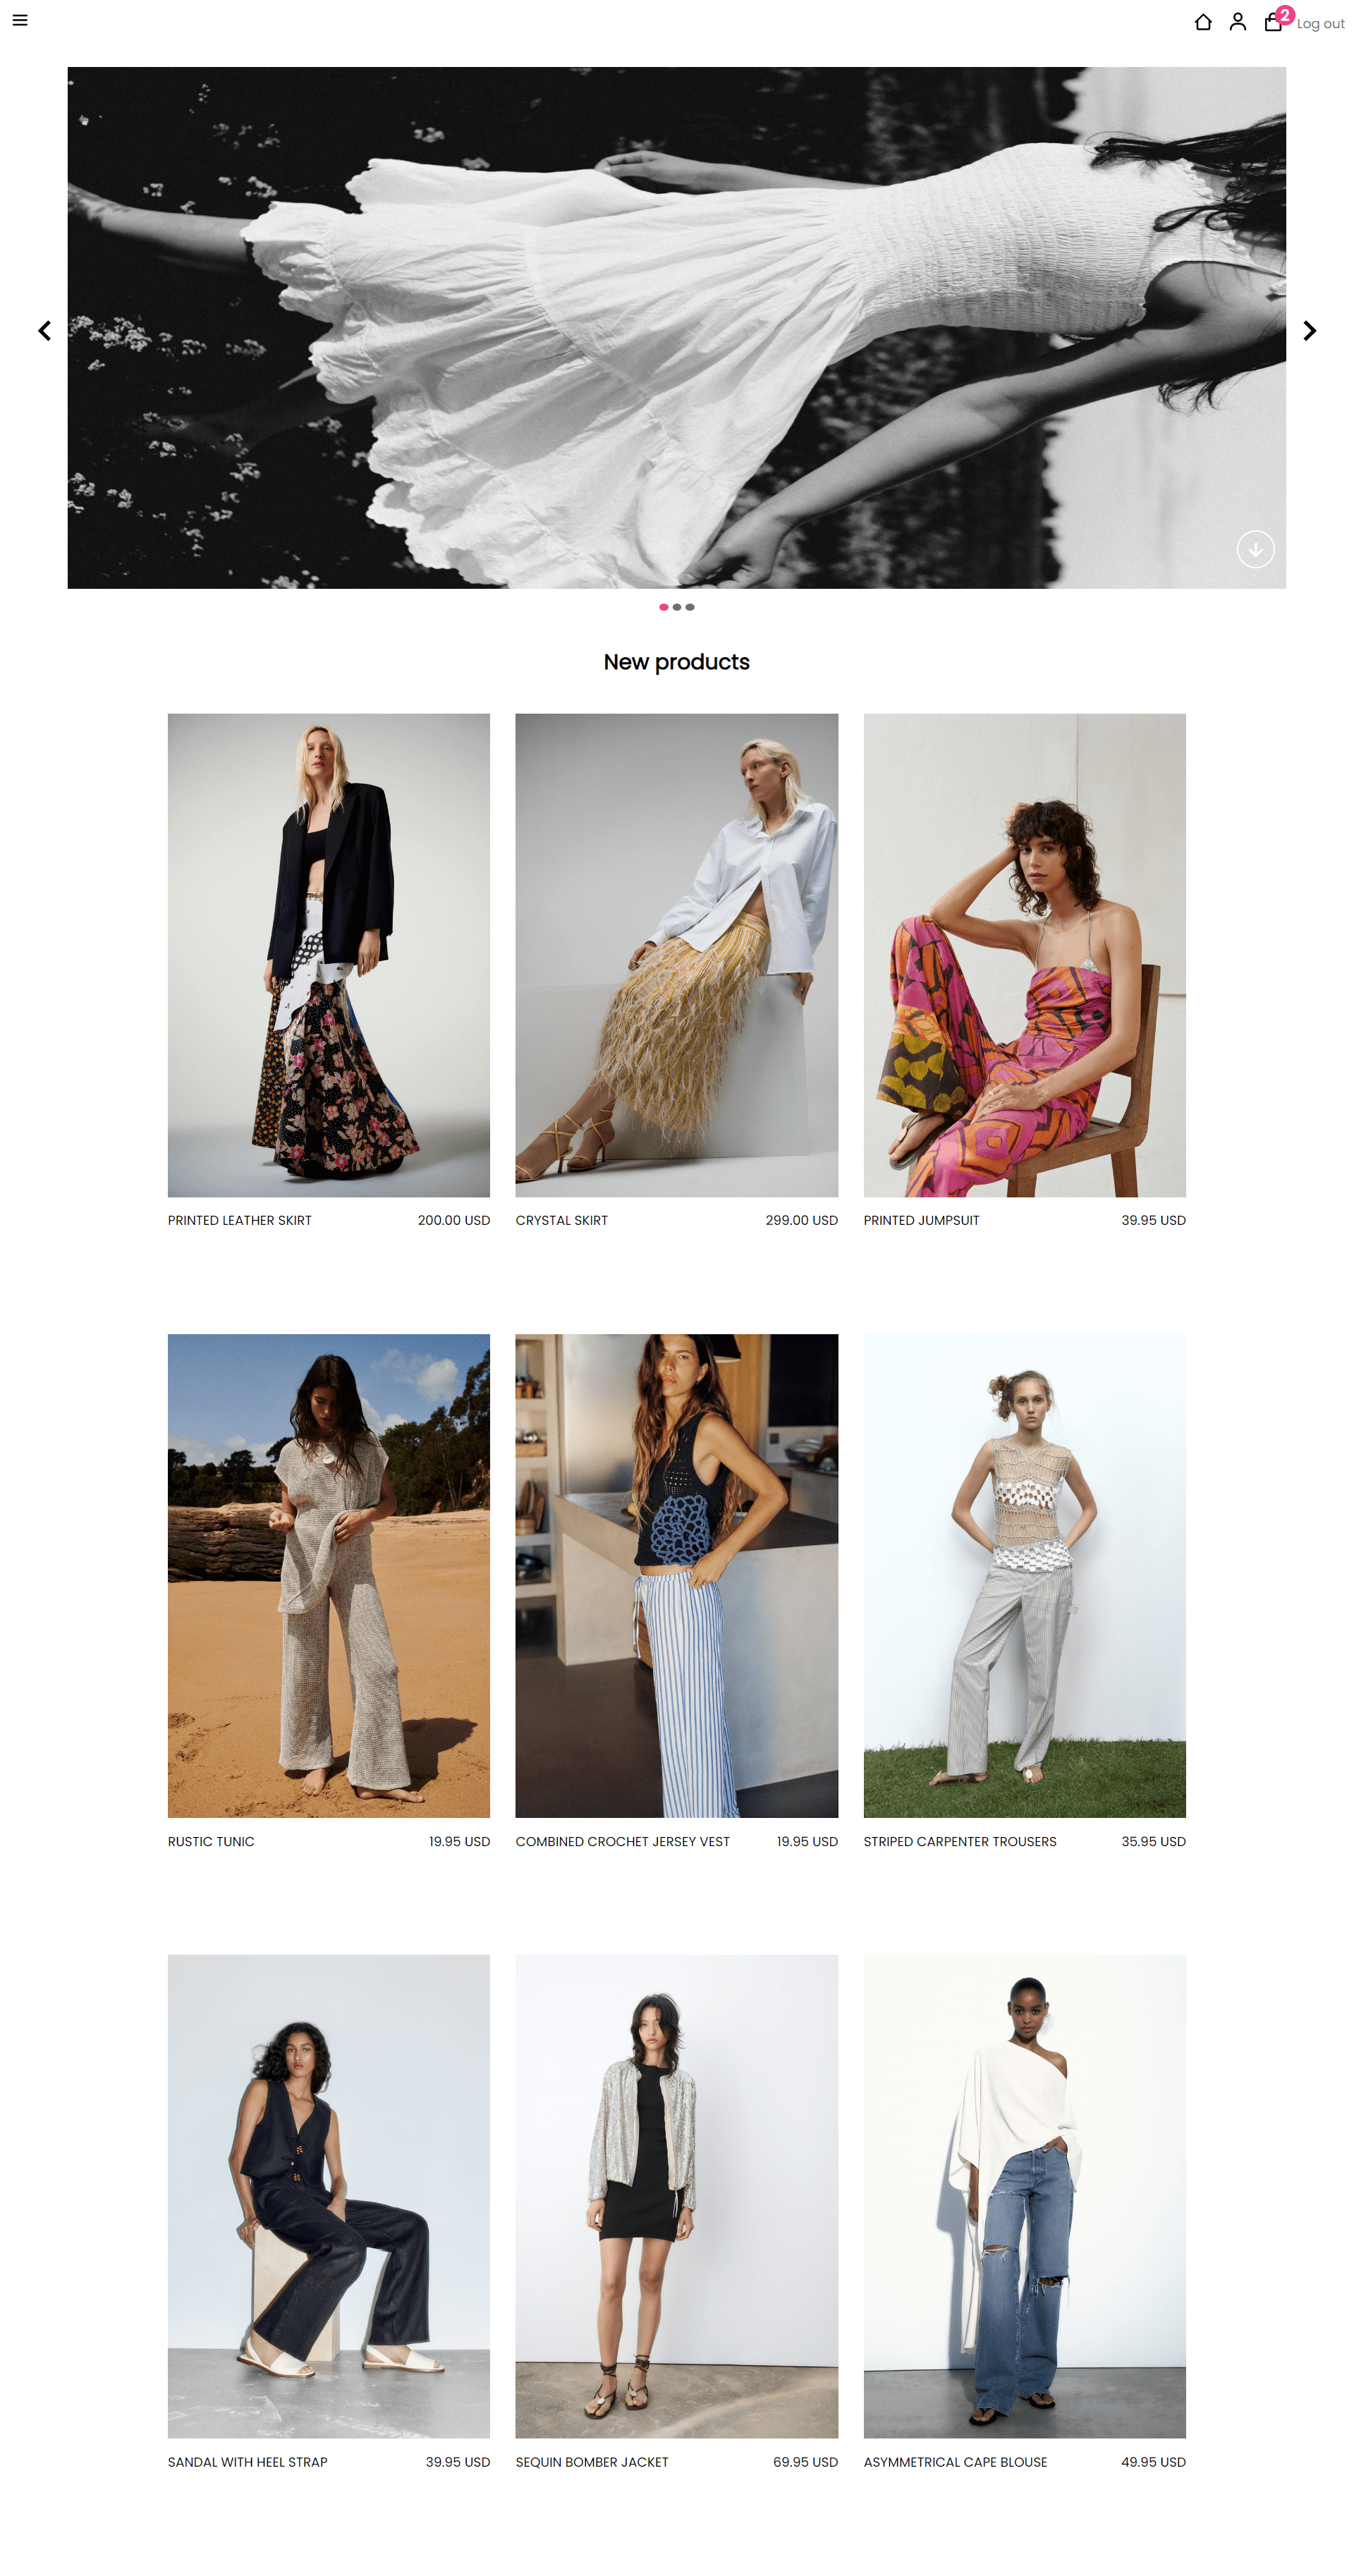 2
Log out
New products
PRINTED LEATHER SKIRT 200.00 USD
CRYSTAL SKIRT 299.00 USD
PRINTED JUMPSUIT 39.95 USD
RUSTIC TUNIC 19.95 USD
COMBINED CROCHET JERSEY VEST 19.95 USD
STRIPED CARPENTER TROUSERS 35.95 USD
SANDAL WITH HEEL STRAP 39.95 USD
SEQUIN BOMBER JACKET 69.95 USD
ASYMMETRICAL CAPE BLOUSE 49.95 USD